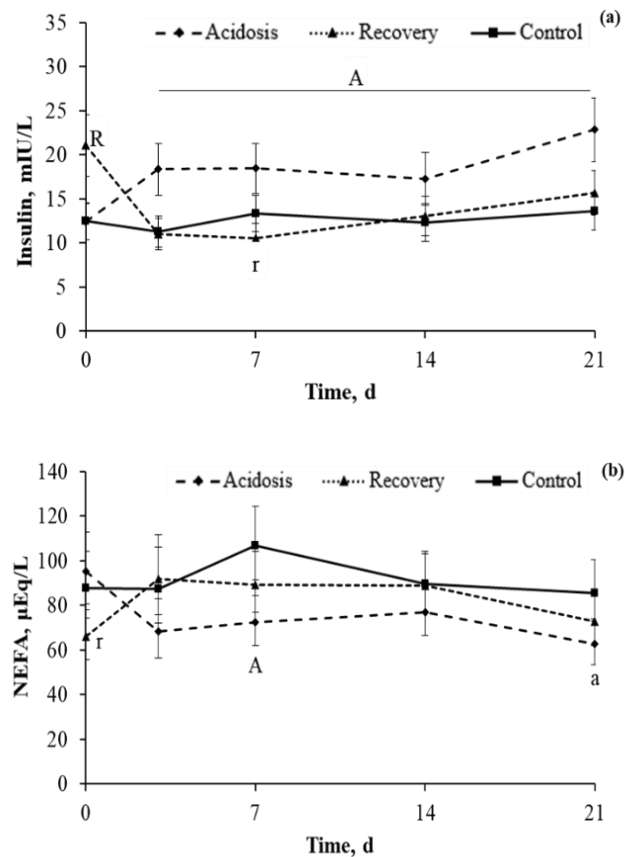 (a)
Acidosis Recovery Control
35
30
25
20
15
10
5
0
Insulin, mIU/L
R
A
r
0 7 14 21
Time, d
(b)
Acidosis Recovery Control
140
120
100
80
60
40
20
0
NEFA, µEq/L
r
A
a
0 7 14 21
Time, d